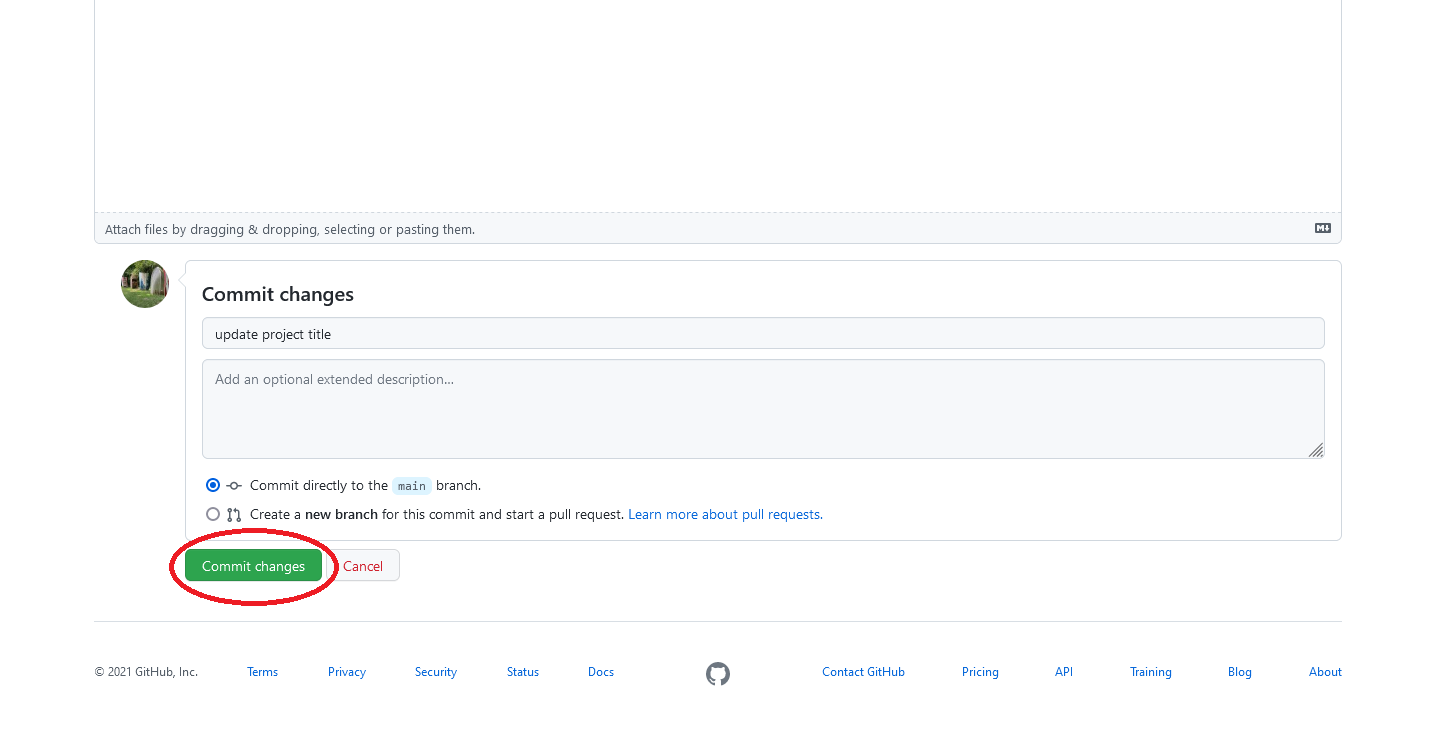 Attach files by dragging & dropping, selecting or pasting them.
M↓
Commit changes
update project title
Add an optional extended description...
Commit directly to the main branch.
Create a new branch for this commit and start a pull request. Learn more about pull requests.
Commit changes Cancel
© 2021 GitHub, Inc. Terms Privacy Security Status Docs Contact GitHub Pricing API Training Blog About